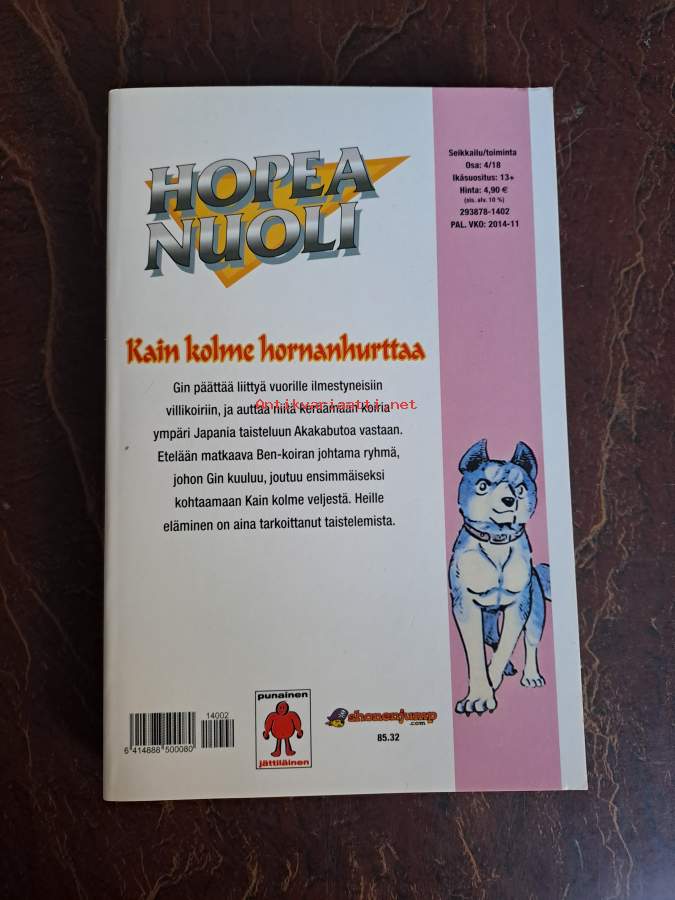 HOPEA
NUOLI
Seikkailu/toiminta
Osa: 4/18
Ikäsuositus: 13+
Hinta: 4,90 €
(sis. alv. 10 %)
293878-1402
PAL. VKO: 2014-11
Kain kolme hornanhurttaa
Gin päättää liittyä vuorille ilmestyneisiin
villikoiriin, ja auttaa niitä keräämään koiria
Antikvariaatti.net
ympäri Japania taisteluun Akakabutoa vastaan.
Etelään matkaava Ben-koiran johtama ryhmä,
johon Gin kuuluu, joutuu ensimmäiseksi
kohtaamaan Kain kolme veljestä. Heille
eläminen on aina tarkoittanut taistelemista.
14002
6 414888 500080
punainen
jättiläinen
shonenjump
.com
85.32